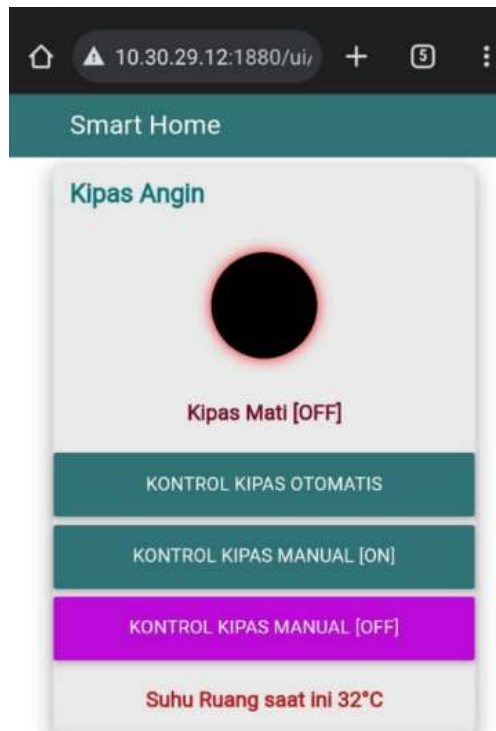 10.30.29.12:1880/ui/
5
Smart Home
Kipas Angin
Kipas Mati [OFF]
KONTROL KIPAS OTOMATIS
KONTROL KIPAS MANUAL [ON]
KONTROL KIPAS MANUAL [OFF]
Suhu Ruang saat ini 32°C